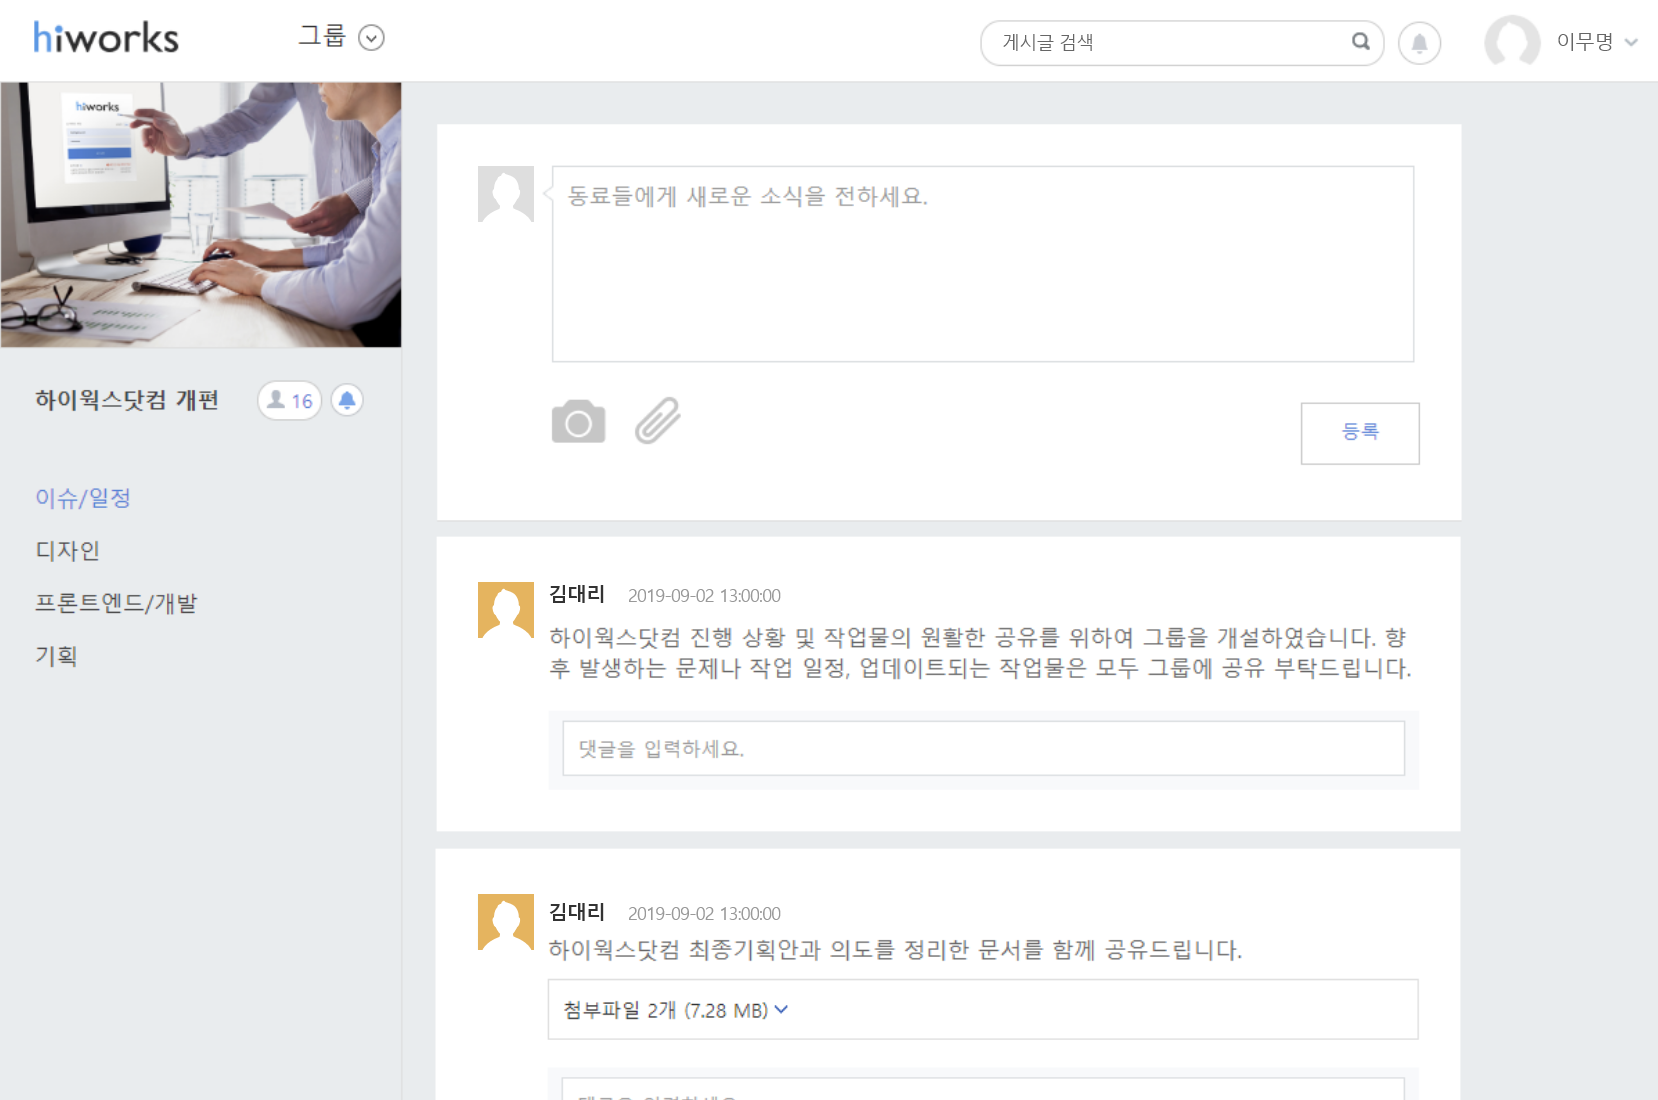 hiworks
그룹
게시글 검색
이무명
hiworks
동료들에게 새로운 소식을 전하세요.
하이웍스닷컴 개편
16
등록
이슈/일정
디자인
프론트엔드/개발
기획
김대리 2019-09-02 13:00:00
하이웍스닷컴 진행 상황 및 작업물의 원활한 공유를 위하여 그룹을 개설하였습니다. 향
후 발생하는 문제나 작업 일정, 업데이트되는 작업물은 모두 그룹에 공유 부탁드립니다.
댓글을 입력하세요.
김대리 2019-09-02 13:00:00
하이웍스닷컴 최종기획안과 의도를 정리한 문서를 함께 공유드립니다.
첨부파일 2개 (7.28 MB)